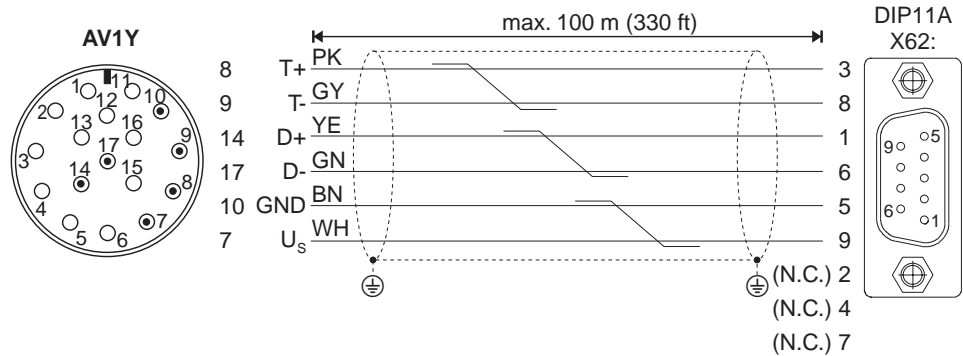 max. 100 m (330 ft)
AV1Y
DIP11A
X62:
8 T+ PK 3
9 T- GY 8
14 D+ YE 1
17 D- GN 6
10 GND BN 5
7 US WH 9
(N.C.) 2
(N.C.) 4
(N.C.) 7
1 11
12 10
2
13 16
9
17
3
14 15
8
4
7
5 6
5
9
6
1